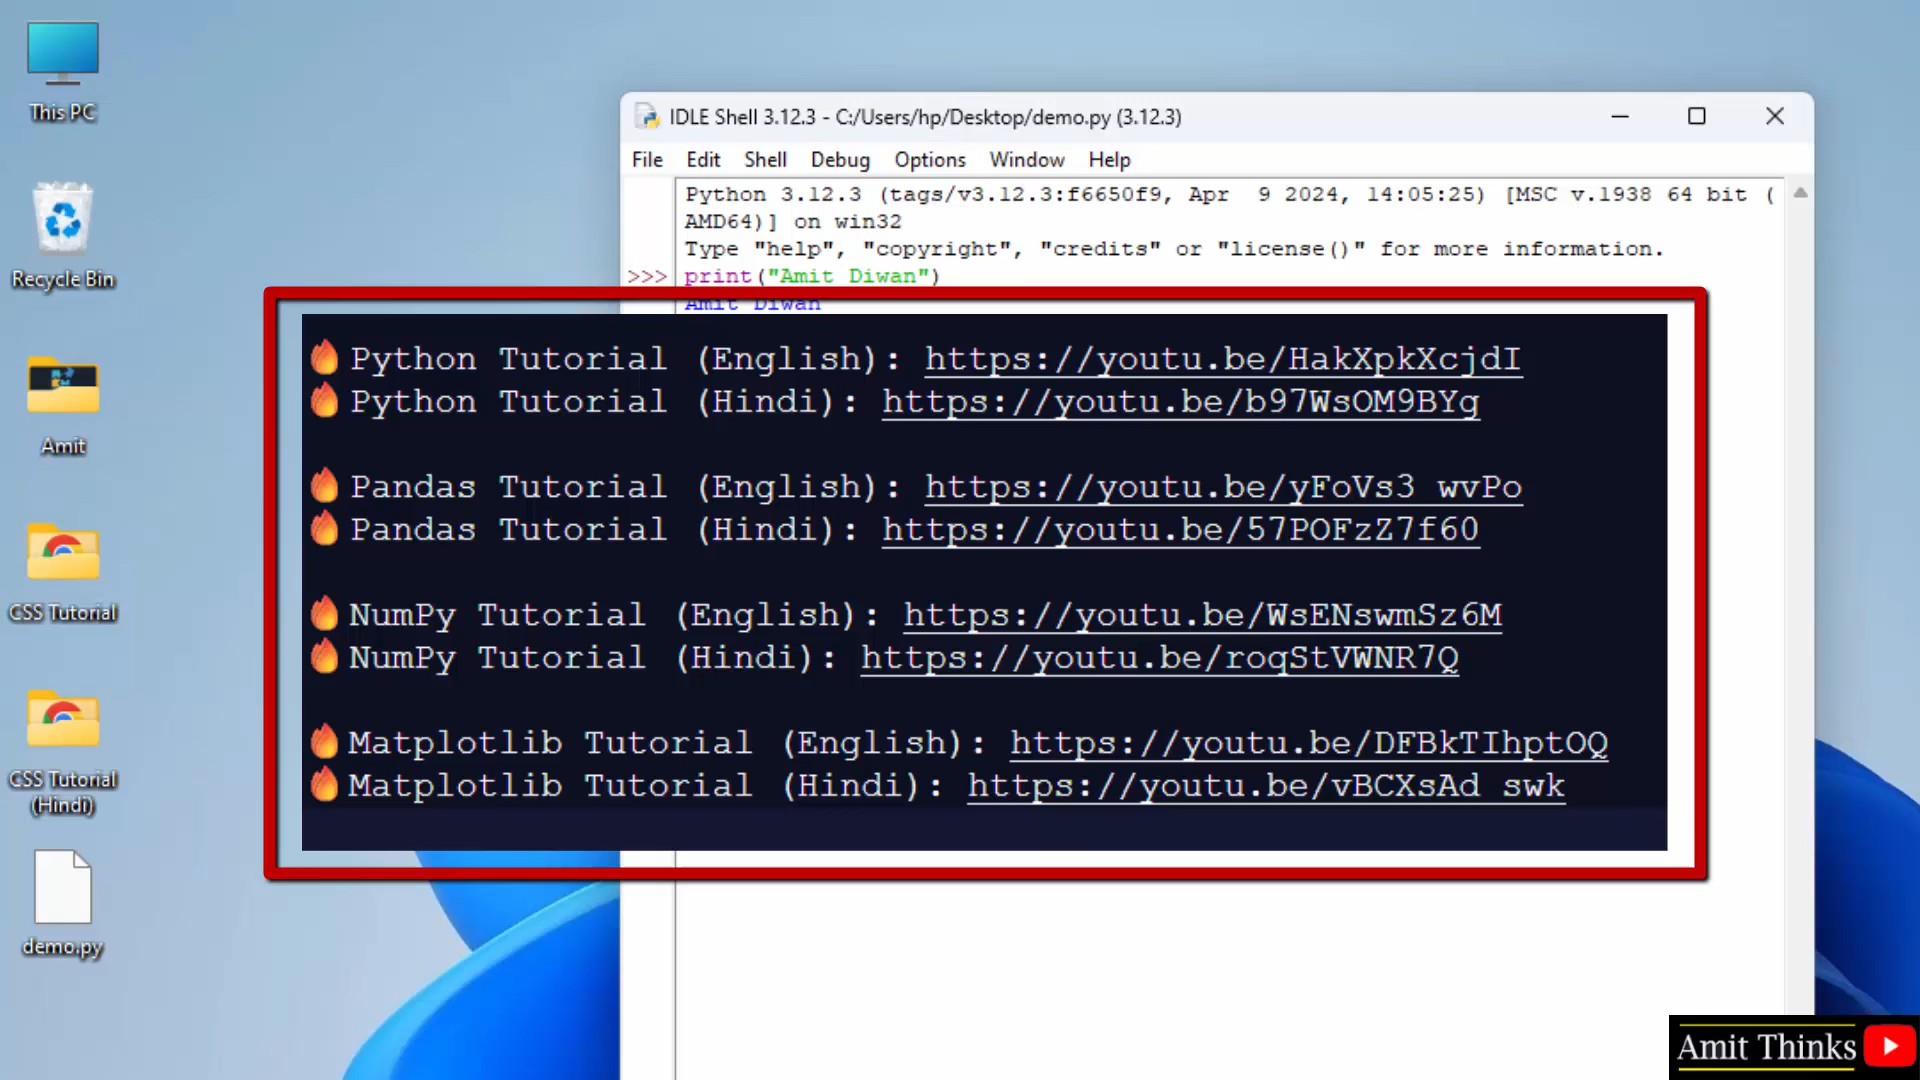 This PC
Recycle Bin
Amit
CSS Tutorial
CSS Tutorial
(Hindi)
demo.py
IDLE Shell 3.12.3 - C:/Users/hp/Desktop/demo.py (3.12.3)
File Edit Shell Debug Options Window Help
Python 3.12.3 (tags/v3.12.3:f6650f9, Apr  9 2024, 14:05:25) [MSC v.1938 64 bit (
AMD64)] on win32
Type "help", "copyright", "credits" or "license()" for more information.
>>> print("Amit Diwan")
Amit Diwan
🔥Python Tutorial (English): https://youtu.be/HakXpkXcjdI
🔥Python Tutorial (Hindi): https://youtu.be/b97WsOM9BYg
🔥Pandas Tutorial (English): https://youtu.be/yFoVs3_wvPo
🔥Pandas Tutorial (Hindi): https://youtu.be/57POFzZ7f60
🔥NumPy Tutorial (English): https://youtu.be/WsENswmSz6M
🔥NumPy Tutorial (Hindi): https://youtu.be/roqStVWNR7Q
🔥Matplotlib Tutorial (English): https://youtu.be/DFBkTIhptOQ
🔥Matplotlib Tutorial (Hindi): https://youtu.be/vBCXsAd_swk
Amit Thinks